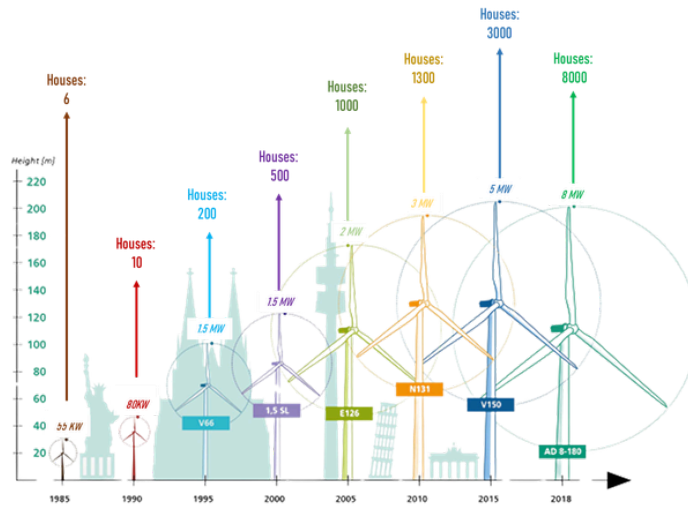 Houses:
3000
Houses:
1300
Houses:
8000
Houses:
6
Houses:
1000
Houses:
500
Height [m]
Houses:
200
Houses:
10
220
200
180
160
140
120
100
80
60
40
20
55 KW
80KW
1.5 MW
1.5 MW
2 MW
3 MW
5 MW
8 MW
V66
1,5 SL
E126
N131
V150
AD 8-180
1985
1990
1995
2000
2005
2010
2015
2018